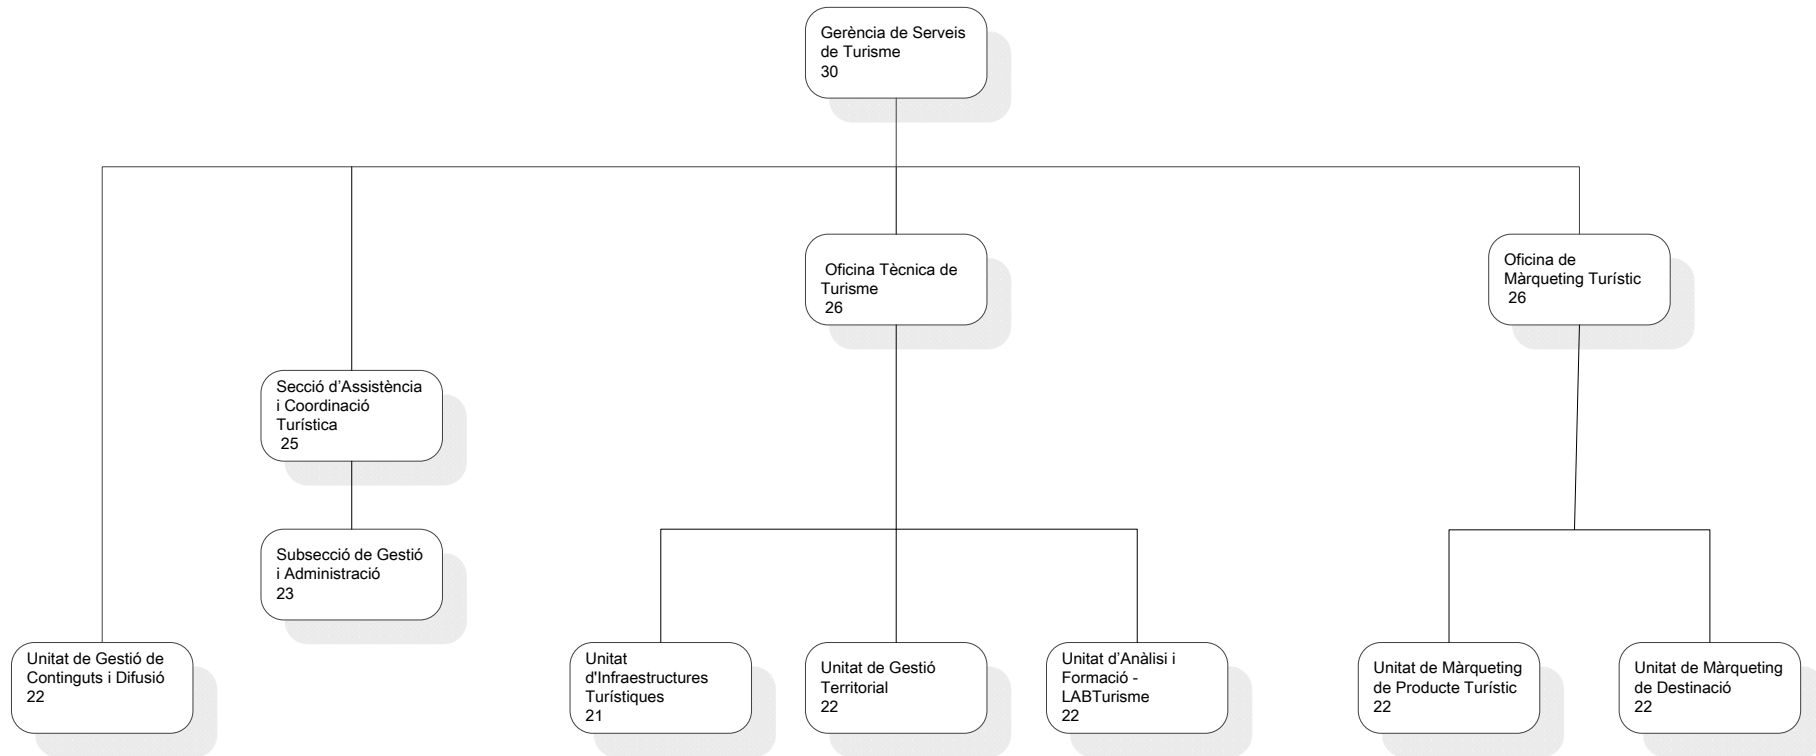 Gerència de Serveis
de Turisme
30
Oficina Tècnica de
Turisme
26
Oficina de
Màrqueting Turístic
26
Secció d’Assistència
i Coordinació
Turística
25
Subsecció de Gestió
i Administració
23
Unitat de Gestió de
Continguts i Difusió
22
Unitat
d'Infraestructures
Turístiques
21
Unitat de Gestió
Territorial
22
Unitat d’Anàlisi i
Formació -
LABTurisme
22
Unitat de Màrqueting
de Producte Turístic
22
Unitat de Màrqueting
de Destinació
22